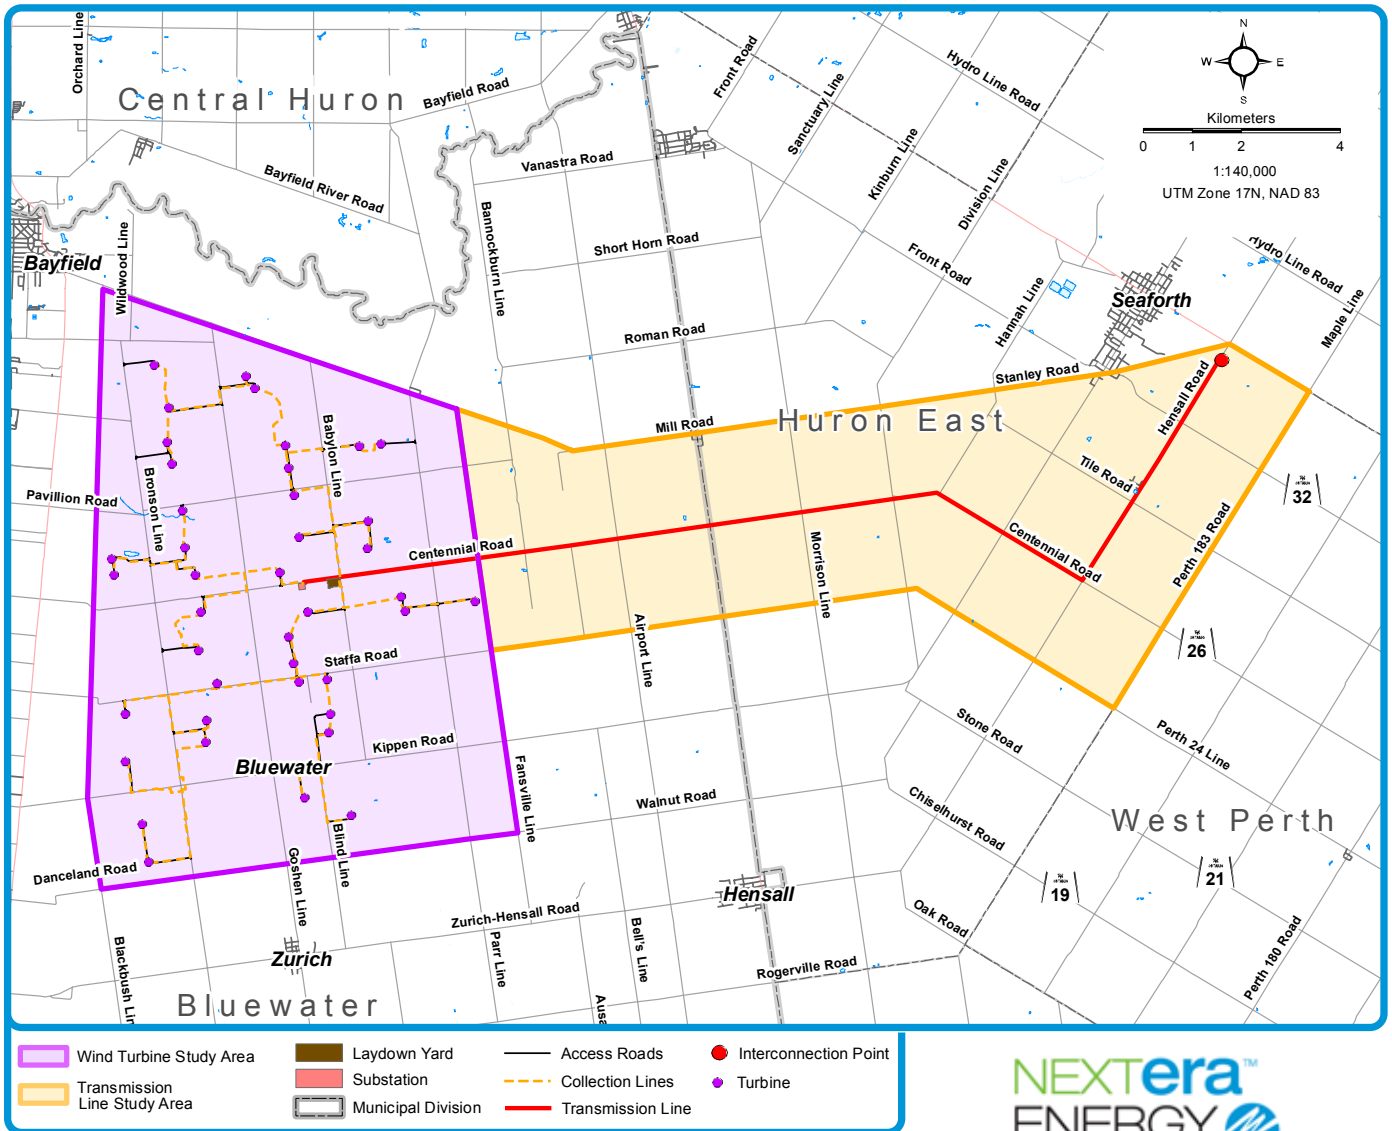 Orchard Line
Central Huron
Bayfield Road
Front Road
Sanctuary Line
Hydro Line Road
N
W
E
S
Kilometers
0 1 2 4
1:140,000
UTM Zone 17N, NAD 83
Vanastra Road
Kinburn Line
Division Line
Bayfield River Road
Bannockburn Line
Short Horn Road
Front Road
Hydro Line Road
Wildwood Line
Bayfield
Hannah Line
Seaforth
Maple Line
Roman Road
Stanley Road
Hensall Road
Mill Road
Huron East
Babylon Line
Bronson Line
Pavillion Road
Tile Road
32
Centennial Road
Centennial Road
Morrison Line
Perth 183 Road
Airport Line
Staffa Road
26
Stone Road
Perth 24 Line
Kippen Road
Bluewater
Fansville Line
Walnut Road
Chiselhurst Road
West Perth
Blind Line
Goshen Line
Danceland Road
Hensall
19
21
Zurich-Hensall Road
Oak Road
Perth 180 Road
Blackbush Lin
Zurich
Parr Line
Bell's Line
Rogerville Road
Bluewater
Ausa
Wind Turbine Study Area
Transmission
Line Study Area
Laydown Yard
Substation
Municipal Division
Access Roads
Collection Lines
Transmission Line
Interconnection Point
Turbine
NEXTera™
ENERGY